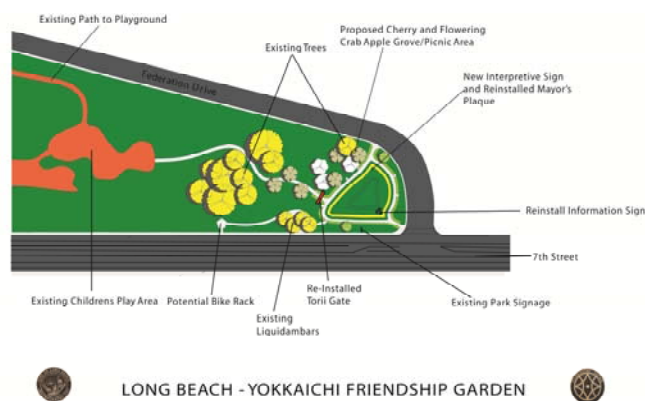 Existing Path to Playground
Proposed Cherry and Flowering
Crab Apple Grove/Picnic Area
Existing Trees
New Interpretive Sign
and Reinstalled Mayor's
Plaque
Federation Drive
Reinstall Information Sign
7th Street
Existing Childrens Play Area
Potential Bike Rack
Re-Installed
Torii Gate
Existing Park Signage
Existing
Liquidambars
LONG BEACH - YOKKAICHI FRIENDSHIP GARDEN